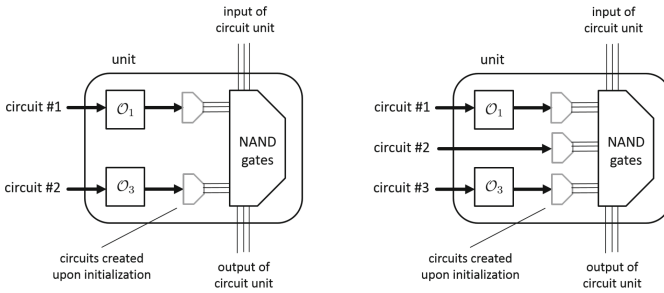 input of
circuit unit
unit
circuit #1
𝒪₁
NAND
gates
circuit #2
𝒪₃
circuits created
upon initialization
output of
circuit unit
input of
circuit unit
unit
circuit #1
𝒪₁
circuit #2
NAND
gates
circuit #3
𝒪₃
circuits created
upon initialization
output of
circuit unit